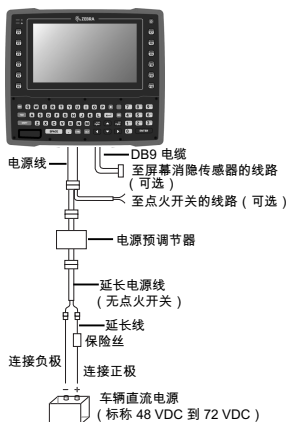 ZEBRA
DB9 电缆
电源线
至屏幕消隐传感器的线路
（可选）
至点火开关的线路（可选）
电源预调节器
延长电源线
（无点火开关）
延长线
保险丝
连接负极
连接正极
− +
车辆直流电源
（标称 48 VDC 到 72 VDC）